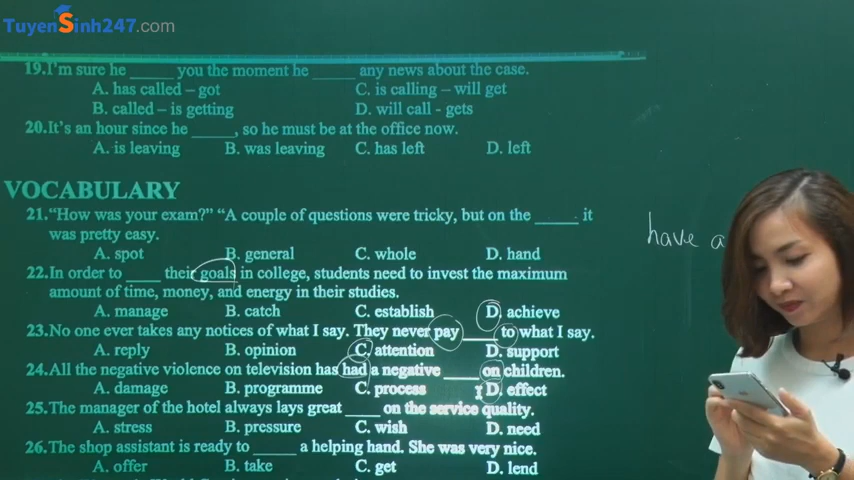 TuyenSinh247.com
19.I'm sure he _____ you the moment he _____ any news about the case.
A. has called – got C. is calling – will get
B. called – is getting D. will call - gets
20.It's an hour since he _____, so he must be at the office now.
A. is leaving B. was leaving C. has left D. left
VOCABULARY
21."How was your exam?" "A couple of questions were tricky, but on the _____ it
was pretty easy.
have a
A. spot B. general C. whole D. hand
22.In order to ____ their goals in college, students need to invest the maximum
amount of time, money, and energy in their studies.
A. manage B. catch C. establish D. achieve
23.No one ever takes any notices of what I say. They never pay ____ to what I say.
A. reply B. opinion C. attention D. support
24.All the negative violence on television has had a negative ____ on children.
A. damage B. programme C. process D. effect
25.The manager of the hotel always lays great ____ on the service quality.
A. stress B. pressure C. wish D. need
26.The shop assistant is ready to _____ a helping hand. She was very nice.
A. offer B. take C. get D. lend